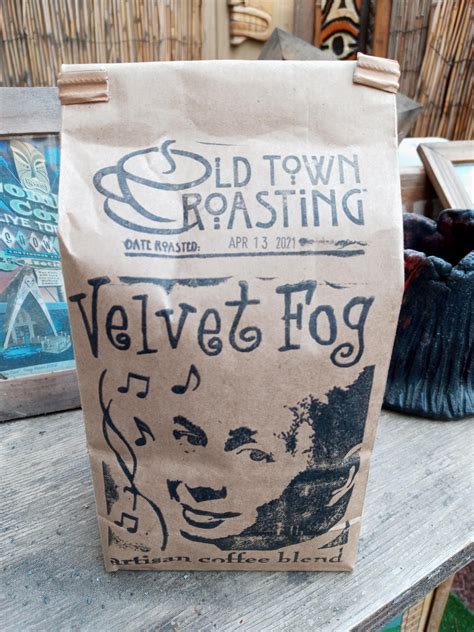 OLD TOWN
ROASTING
DATE ROASTED: APR 13 2021
Velvet Fog
artisan coffee blend